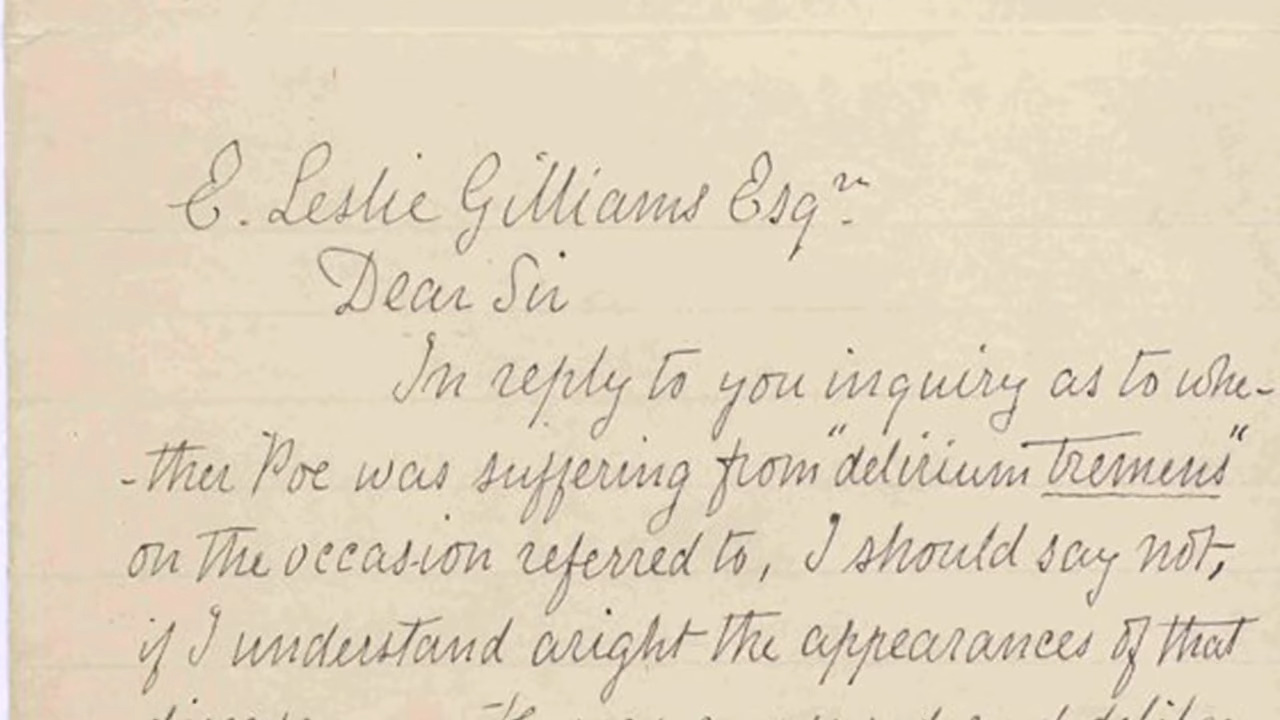 E. Leslie Gilliams Esqr.
Dear Sir
In reply to you inquiry as to whe-
-ther Poe was suffering from "delirium tremens"
on the occasion referred to, I should say not,
if I understand aright the appearances of that